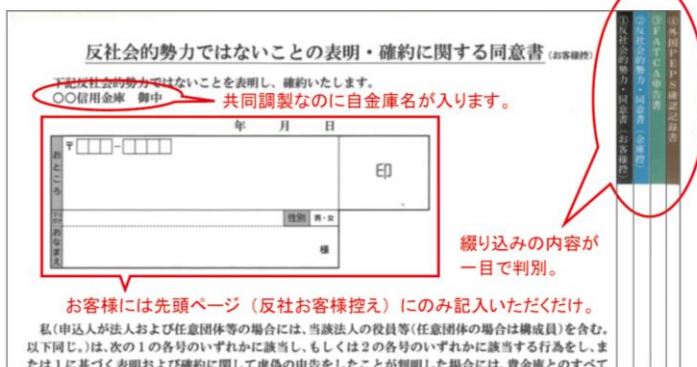 反社会的勢力ではないことの表明・確約に関する同意書(お客様控)
下記反社会的勢力ではないことを表明し、確約いたします。
〇〇信用金庫 御中
共同調製なのに自金庫名が入ります。
年 月 日
〒
おところ
印
性別 男・女
おなまえ
様
①反社会的勢力・同意書(お客様控)
②反社会的勢力・同意書(金庫控)
③FATCA申告書
④外国PEPS確認記録書
綴り込みの内容が
一目で判別。
お客様には先頭ページ(反社お客様控え)にのみ記入いただくだけ。
私(申込人が法人および任意団体等の場合には、当該法人の役員等(任意団体の場合は構成員)を含む。
以下同じ。)は、次の1の各号のいずれかに該当し、もしくは2の各号のいずれかに該当する行為をし、ま
たは1に基づく表明および確約に関して虚偽の申告をしたことが判明した場合には、貴金庫とのすべて